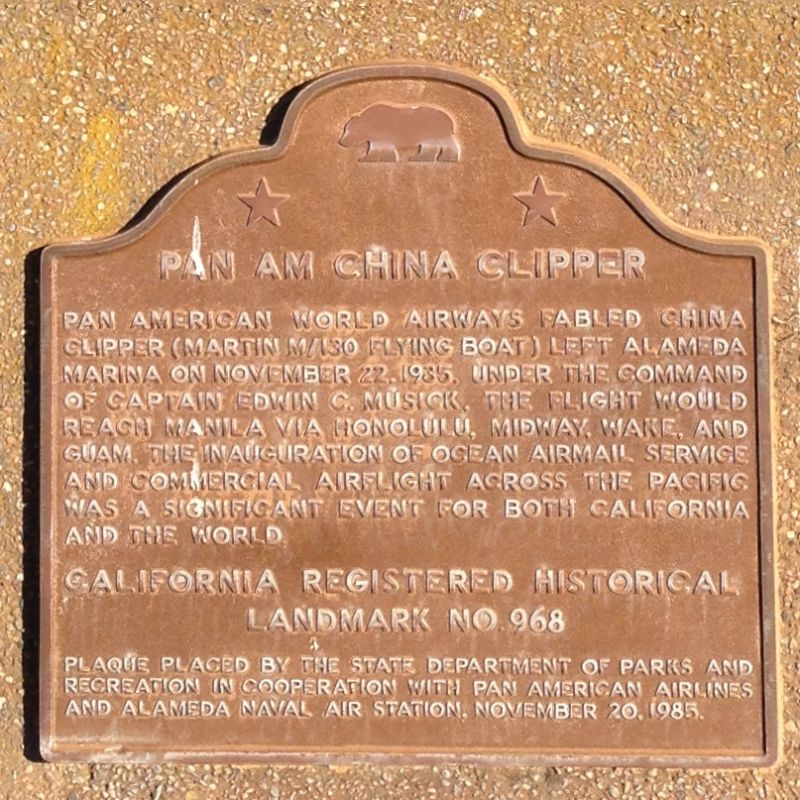 PAN AM CHINA CLIPPER
PAN AMERICAN WORLD AIRWAYS FABLED CHINA
CLIPPER (MARTIN M/130 FLYING BOAT) LEFT ALAMEDA
MARINA ON NOVEMBER 22, 1935. UNDER THE COMMAND
OF CAPTAIN EDWIN C. MUSICK, THE FLIGHT WOULD
REACH MANILA VIA HONOLULU, MIDWAY, WAKE, AND
GUAM. THE INAUGURATION OF OCEAN AIRMAIL SERVICE
AND COMMERCIAL AIRFLIGHT ACROSS THE PACIFIC
WAS A SIGNIFICANT EVENT FOR BOTH CALIFORNIA
AND THE WORLD.
CALIFORNIA REGISTERED HISTORICAL
LANDMARK NO. 968
PLAQUE PLACED BY THE STATE DEPARTMENT OF PARKS AND
RECREATION IN COOPERATION WITH PAN AMERICAN AIRLINES
AND ALAMEDA NAVAL AIR STATION, NOVEMBER 20, 1985.